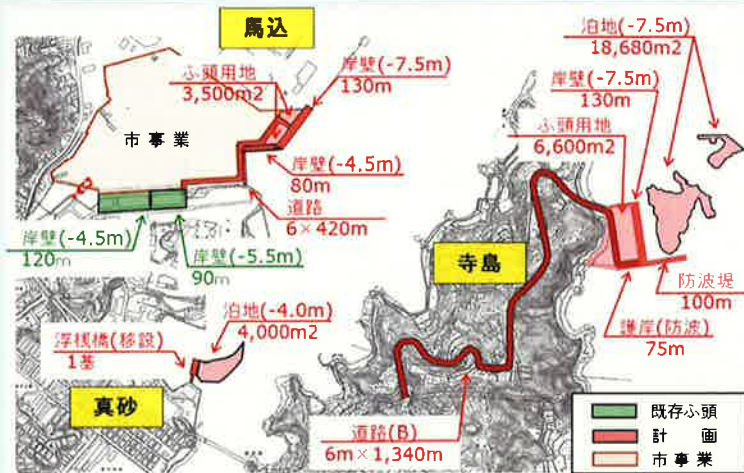 馬込
ふ頭用地
3,500m2
岸壁(-7.5m)
130m
市事業
岸壁(-4.5m)
80m
道路
6×420m
岸壁(-4.5m)
120m
岸壁(-5.5m)
90m
泊地(-7.5m)
18,680m2
岸壁(-7.5m)
130m
ふ頭用地
6,600m2
寺島
防波堤
100m
護岸(防波)
75m
道路(B)
6m×1,340m
泊地(-4.0m)
4,000m2
浮桟橋(移設)
1基
真砂
既存ふ頭
計 画
市事業